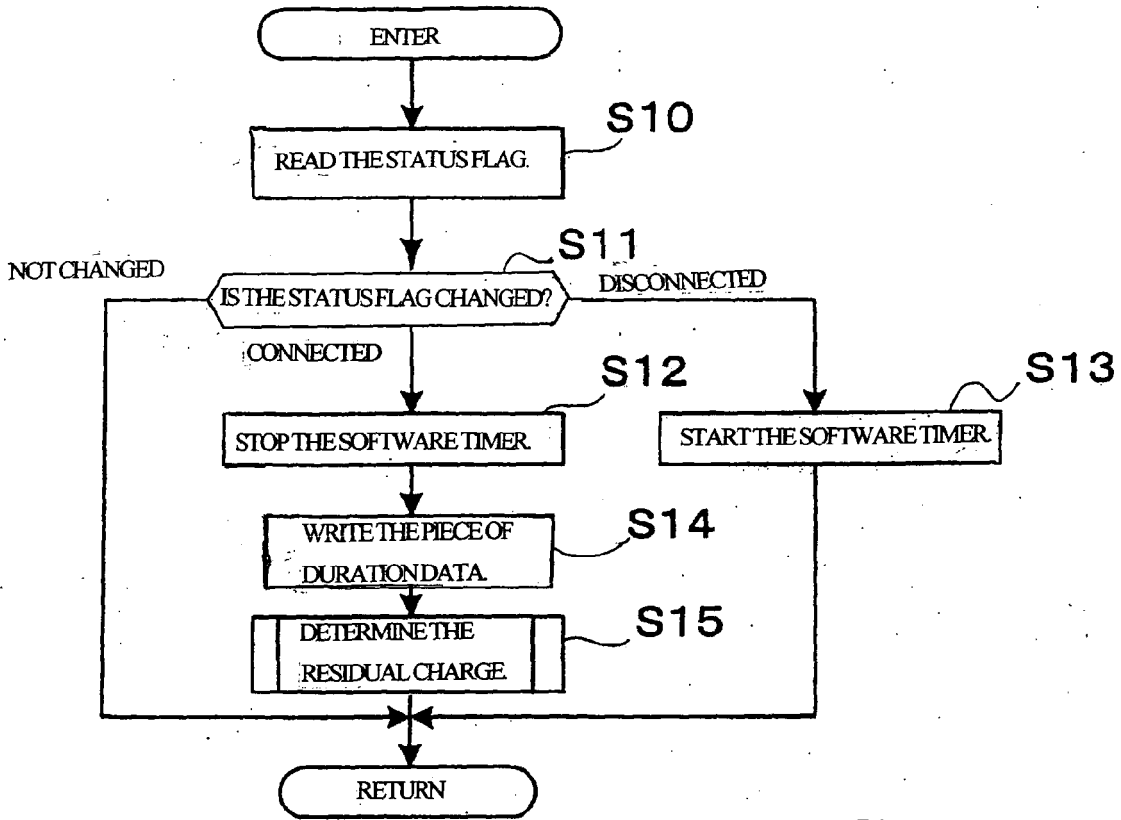 ENTER
S10
READ THE STATUS FLAG.
S11
NOT CHANGED
IS THE STATUS FLAG CHANGED?
DISCONNECTED
CONNECTED
S12
S13
STOP THE SOFTWARE TIMER.
START THE SOFTWARE TIMER.
S14
WRITE THE PIECE OF
DURATION DATA.
S15
DETERMINE THE
RESIDUAL CHARGE.
RETURN